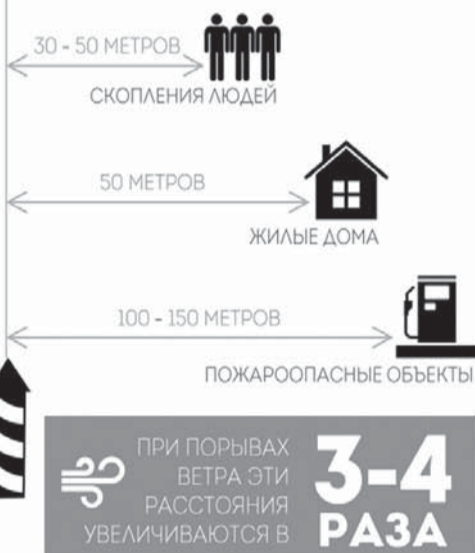 30 - 50 МЕТРОВ
СКОПЛЕНИЯ ЛЮДЕЙ
50 МЕТРОВ
ЖИЛЫЕ ДОМА
100 - 150 МЕТРОВ
ПОЖАРООПАСНЫЕ ОБЪЕКТЫ
ПРИ ПОРЫВАХ
ВЕТРА ЭТИ
РАССТОЯНИЯ
УВЕЛИЧИВАЮТСЯ В
3-4
РАЗА